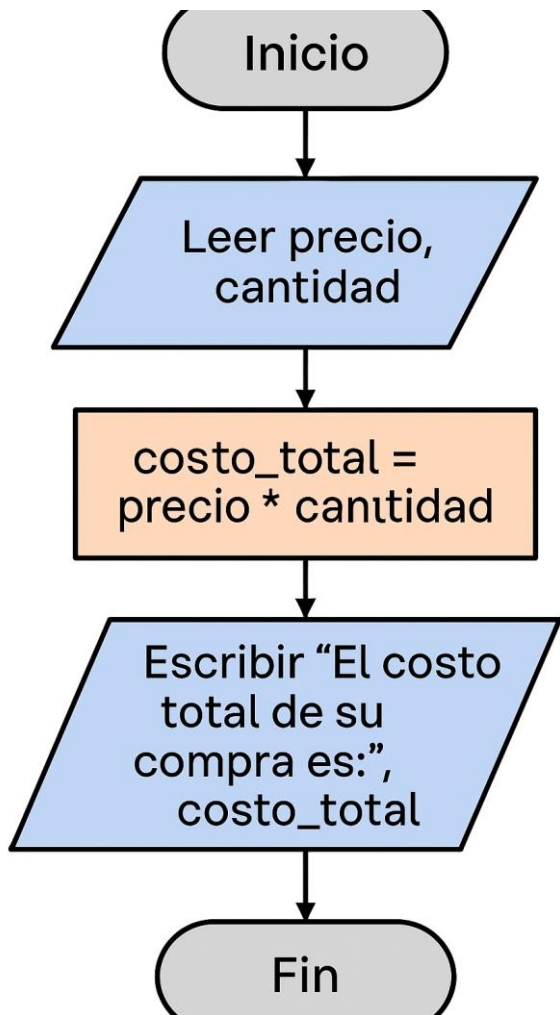 Inicio
Leer precio,
cantidad
costo_total =
precio * canıtidad
Escribir “El costo
total de su
compra es:”,
costo_total
Fin